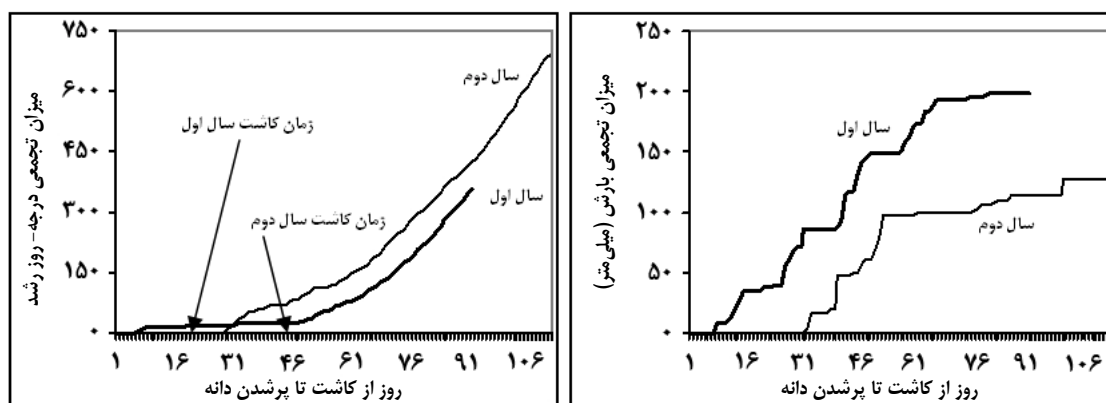 ۷۵۰
۶۰۰
۴۵۰
۳۰۰
۱۵۰
۰
میزان تجمعی درجه-روز رشد
سال دوم
زمان کاشت سال اول
سال اول
زمان کاشت سال دوم
۱ ۱۶ ۳۱ ۴۶ ۶۱ ۷۶ ۹۱ ۱۰۶
روز از کاشت تا پرشدن دانه
۲۵۰
۲۰۰
۱۵۰
۱۰۰
۵۰
۰
میزان تجمعی بارش (میلی‌متر)
سال اول
سال دوم
۱ ۱۶ ۳۱ ۴۶ ۶۱ ۷۶ ۹۱ ۱۰۶
روز از کاشت تا پرشدن دانه